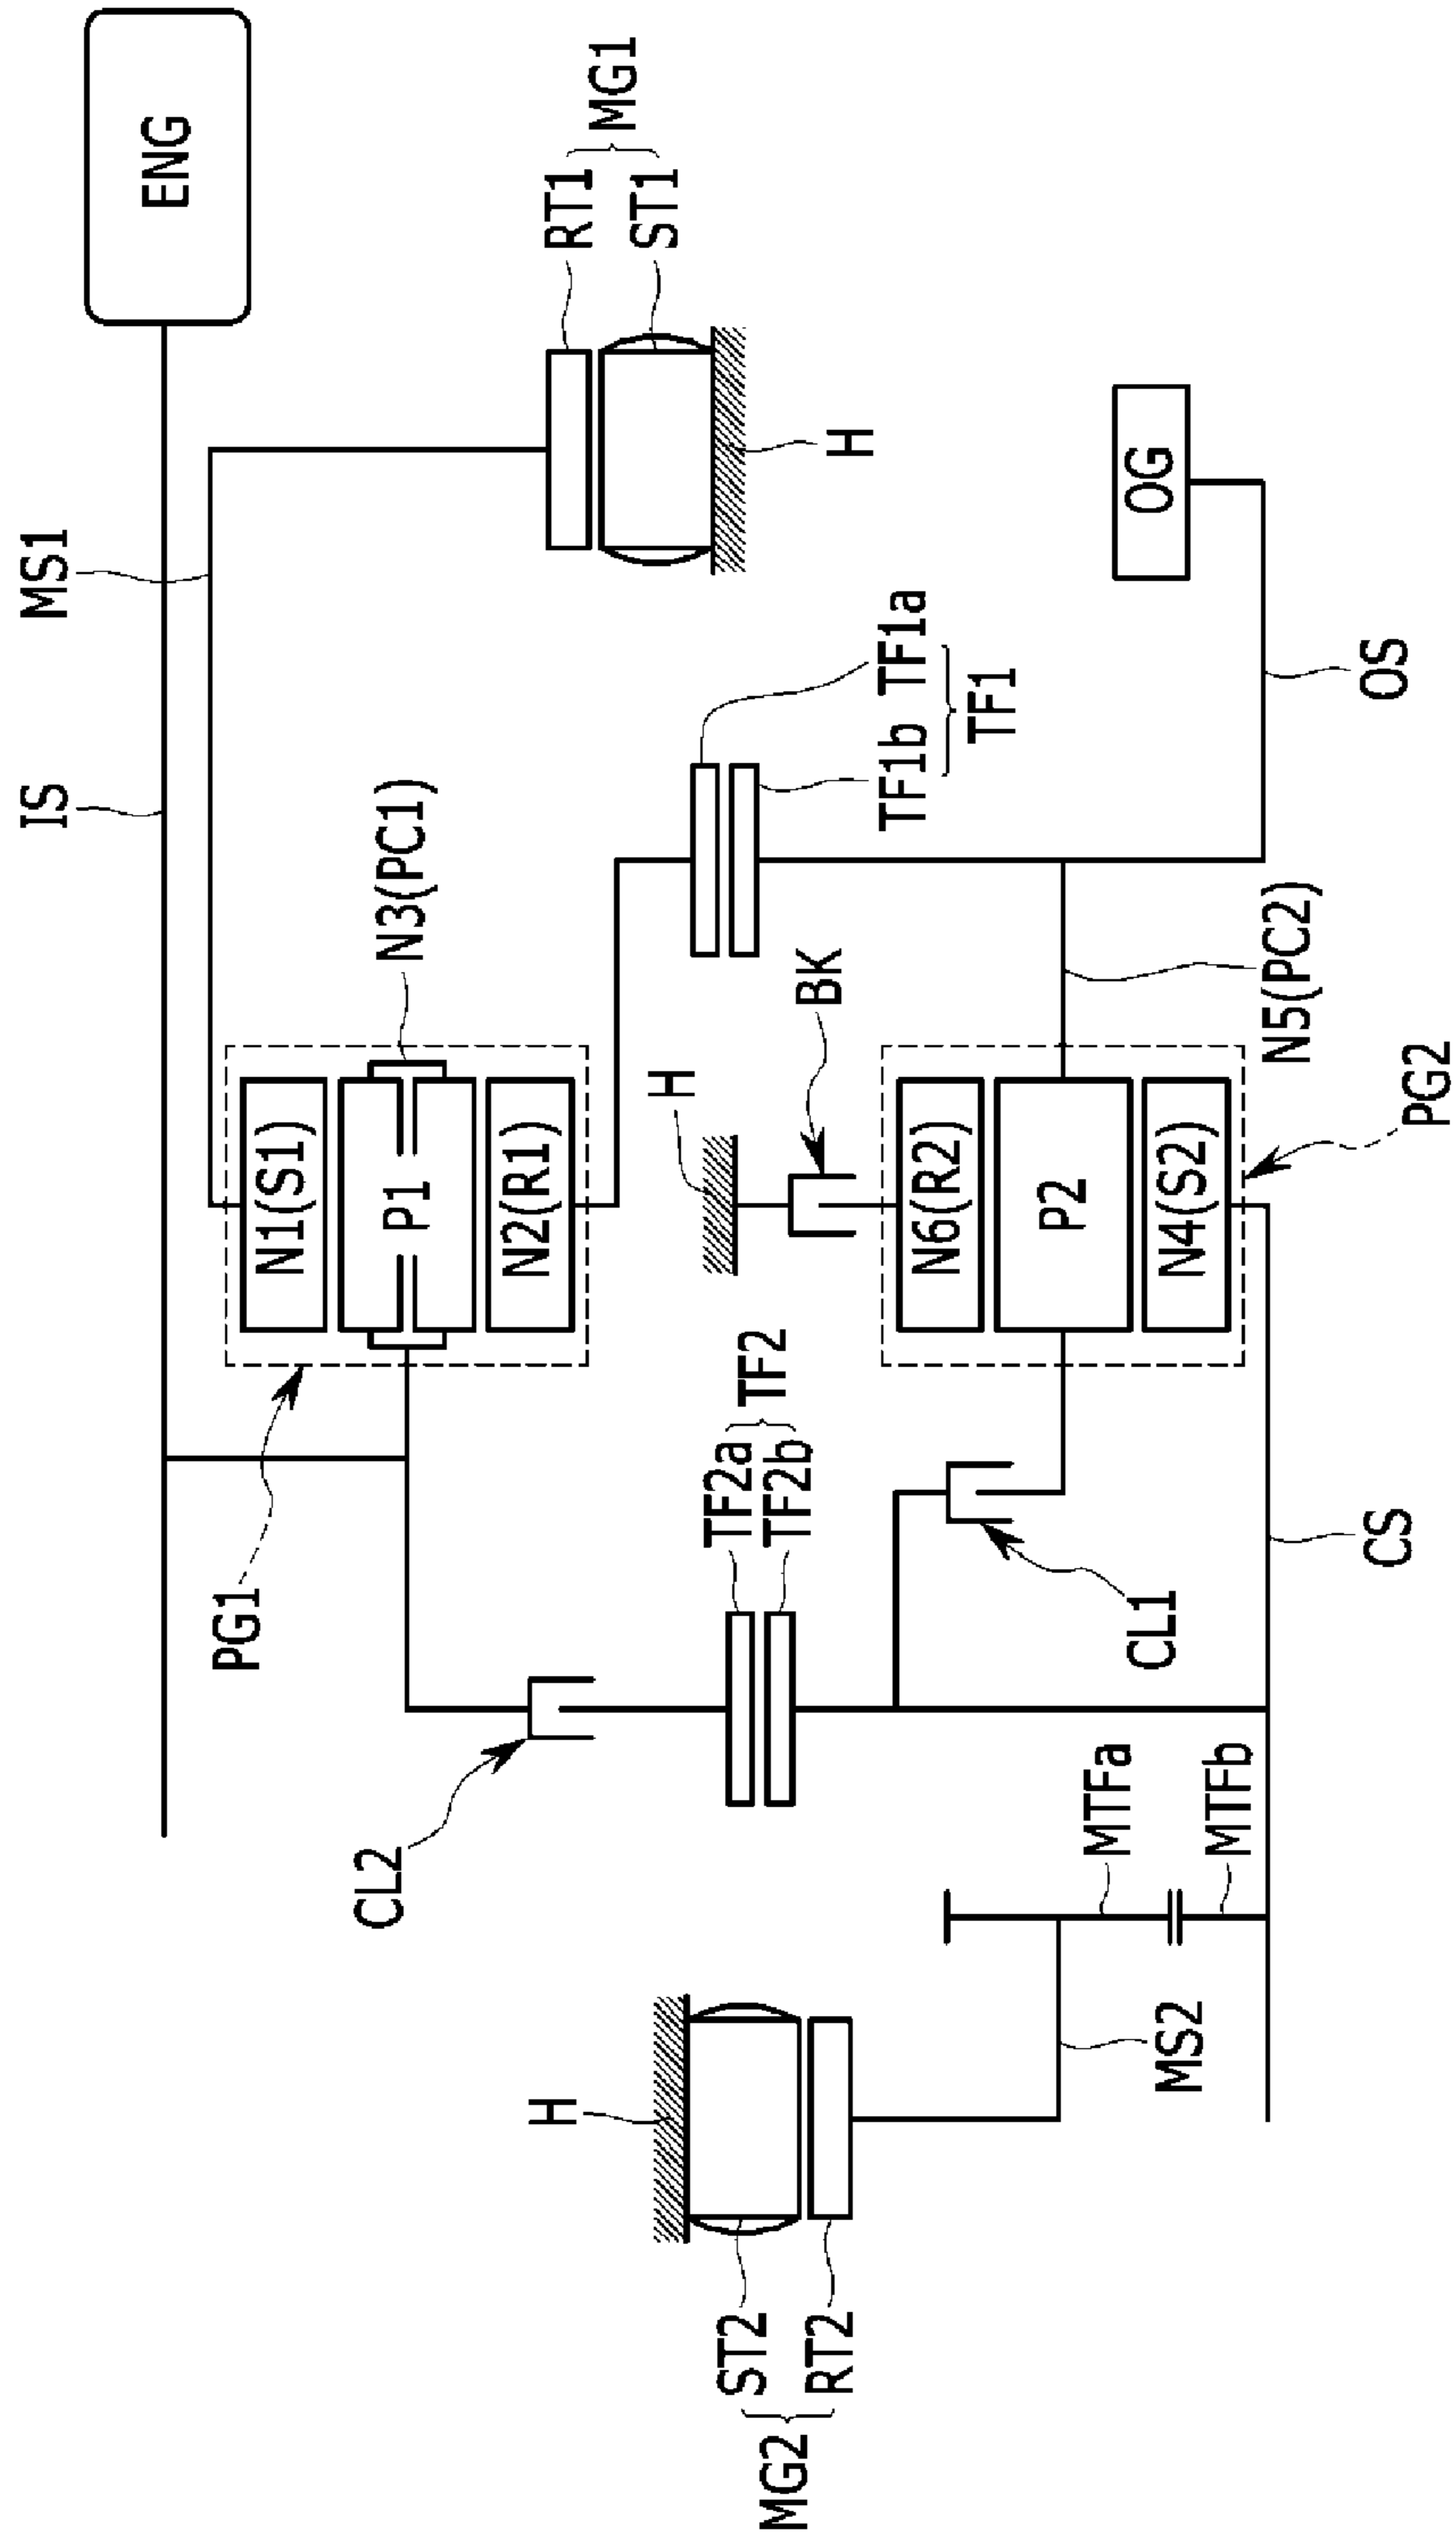 IS
MS1
ENG
PG1
N1(S1)
CL2
P1
N3(PC1)
N2(R1)
H
RT1
MG1
ST1
H
TF2a
TF2
TF2b
ST2
MG2
RT2
BK
H
TF1b TF1a
TF1
N6(R2)
P2
MTFa
CL1
OG
MS2
N4(S2)
MTFb
N5(PC2)
CS
OS
PG2